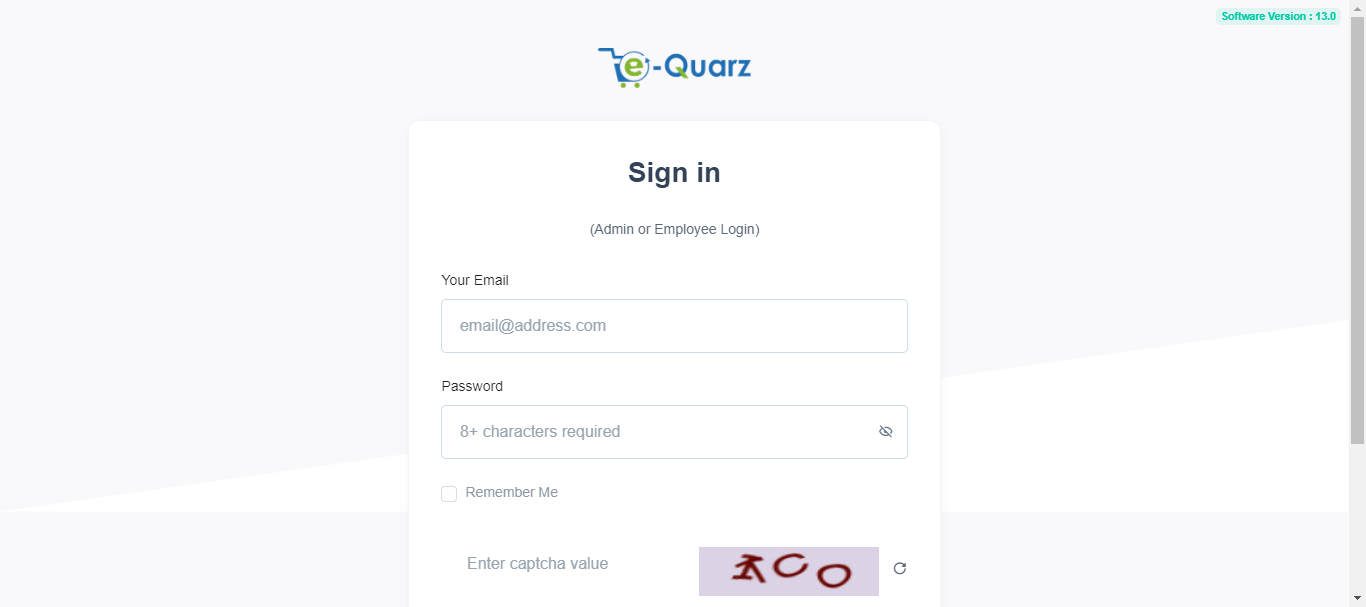 Software Version : 13.0
e-Quarz
Sign in
(Admin or Employee Login)
Your Email
email@address.com
Password
8+ characters required
Remember Me
Enter captcha value